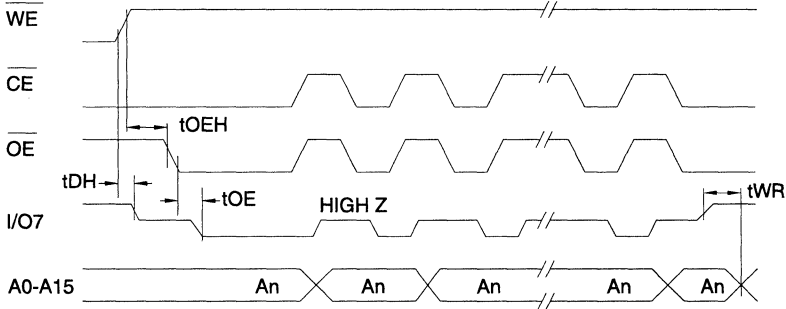 WE
CE
tOEH
OE
tDH
tOE
HIGH Z
tWR
I/O7
A0-A15
An
An
An
An
An